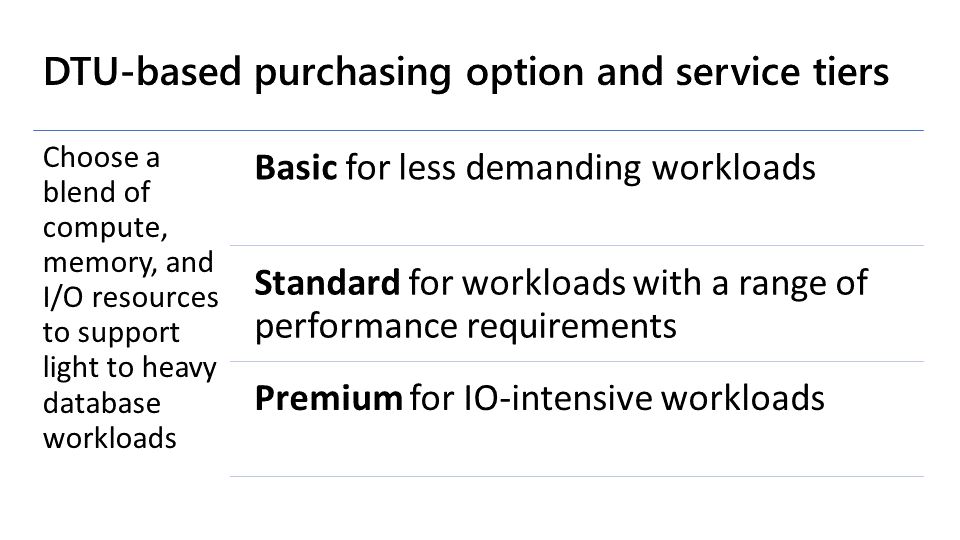 DTU-based purchasing option and service tiers
Choose a
blend of
compute,
memory, and
I/O resources
to support
light to heavy
database
workloads
Basic for less demanding workloads
Standard for workloads with a range of
performance requirements
Premium for IO-intensive workloads